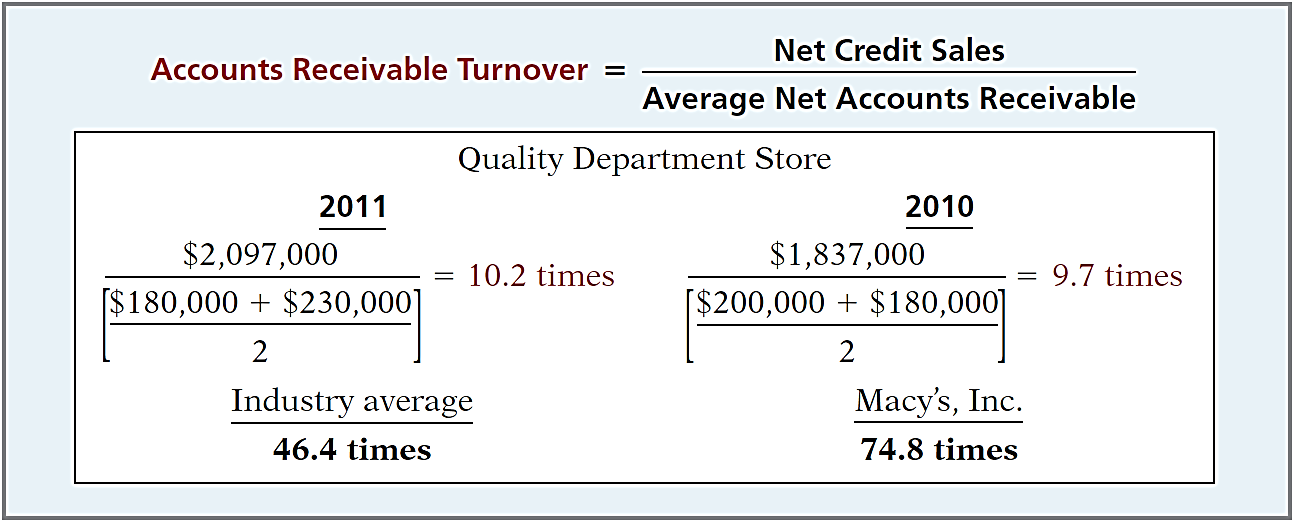 Accounts Receivable Turnover = Net Credit Sales
Average Net Accounts Receivable
Quality Department Store
2011
$2,097,000
[$180,000 + $230,000]
2
= 10.2 times
2010
$1,837,000
[$200,000 + $180,000]
2
= 9.7 times
Industry average
46.4 times
Macy's, Inc.
74.8 times